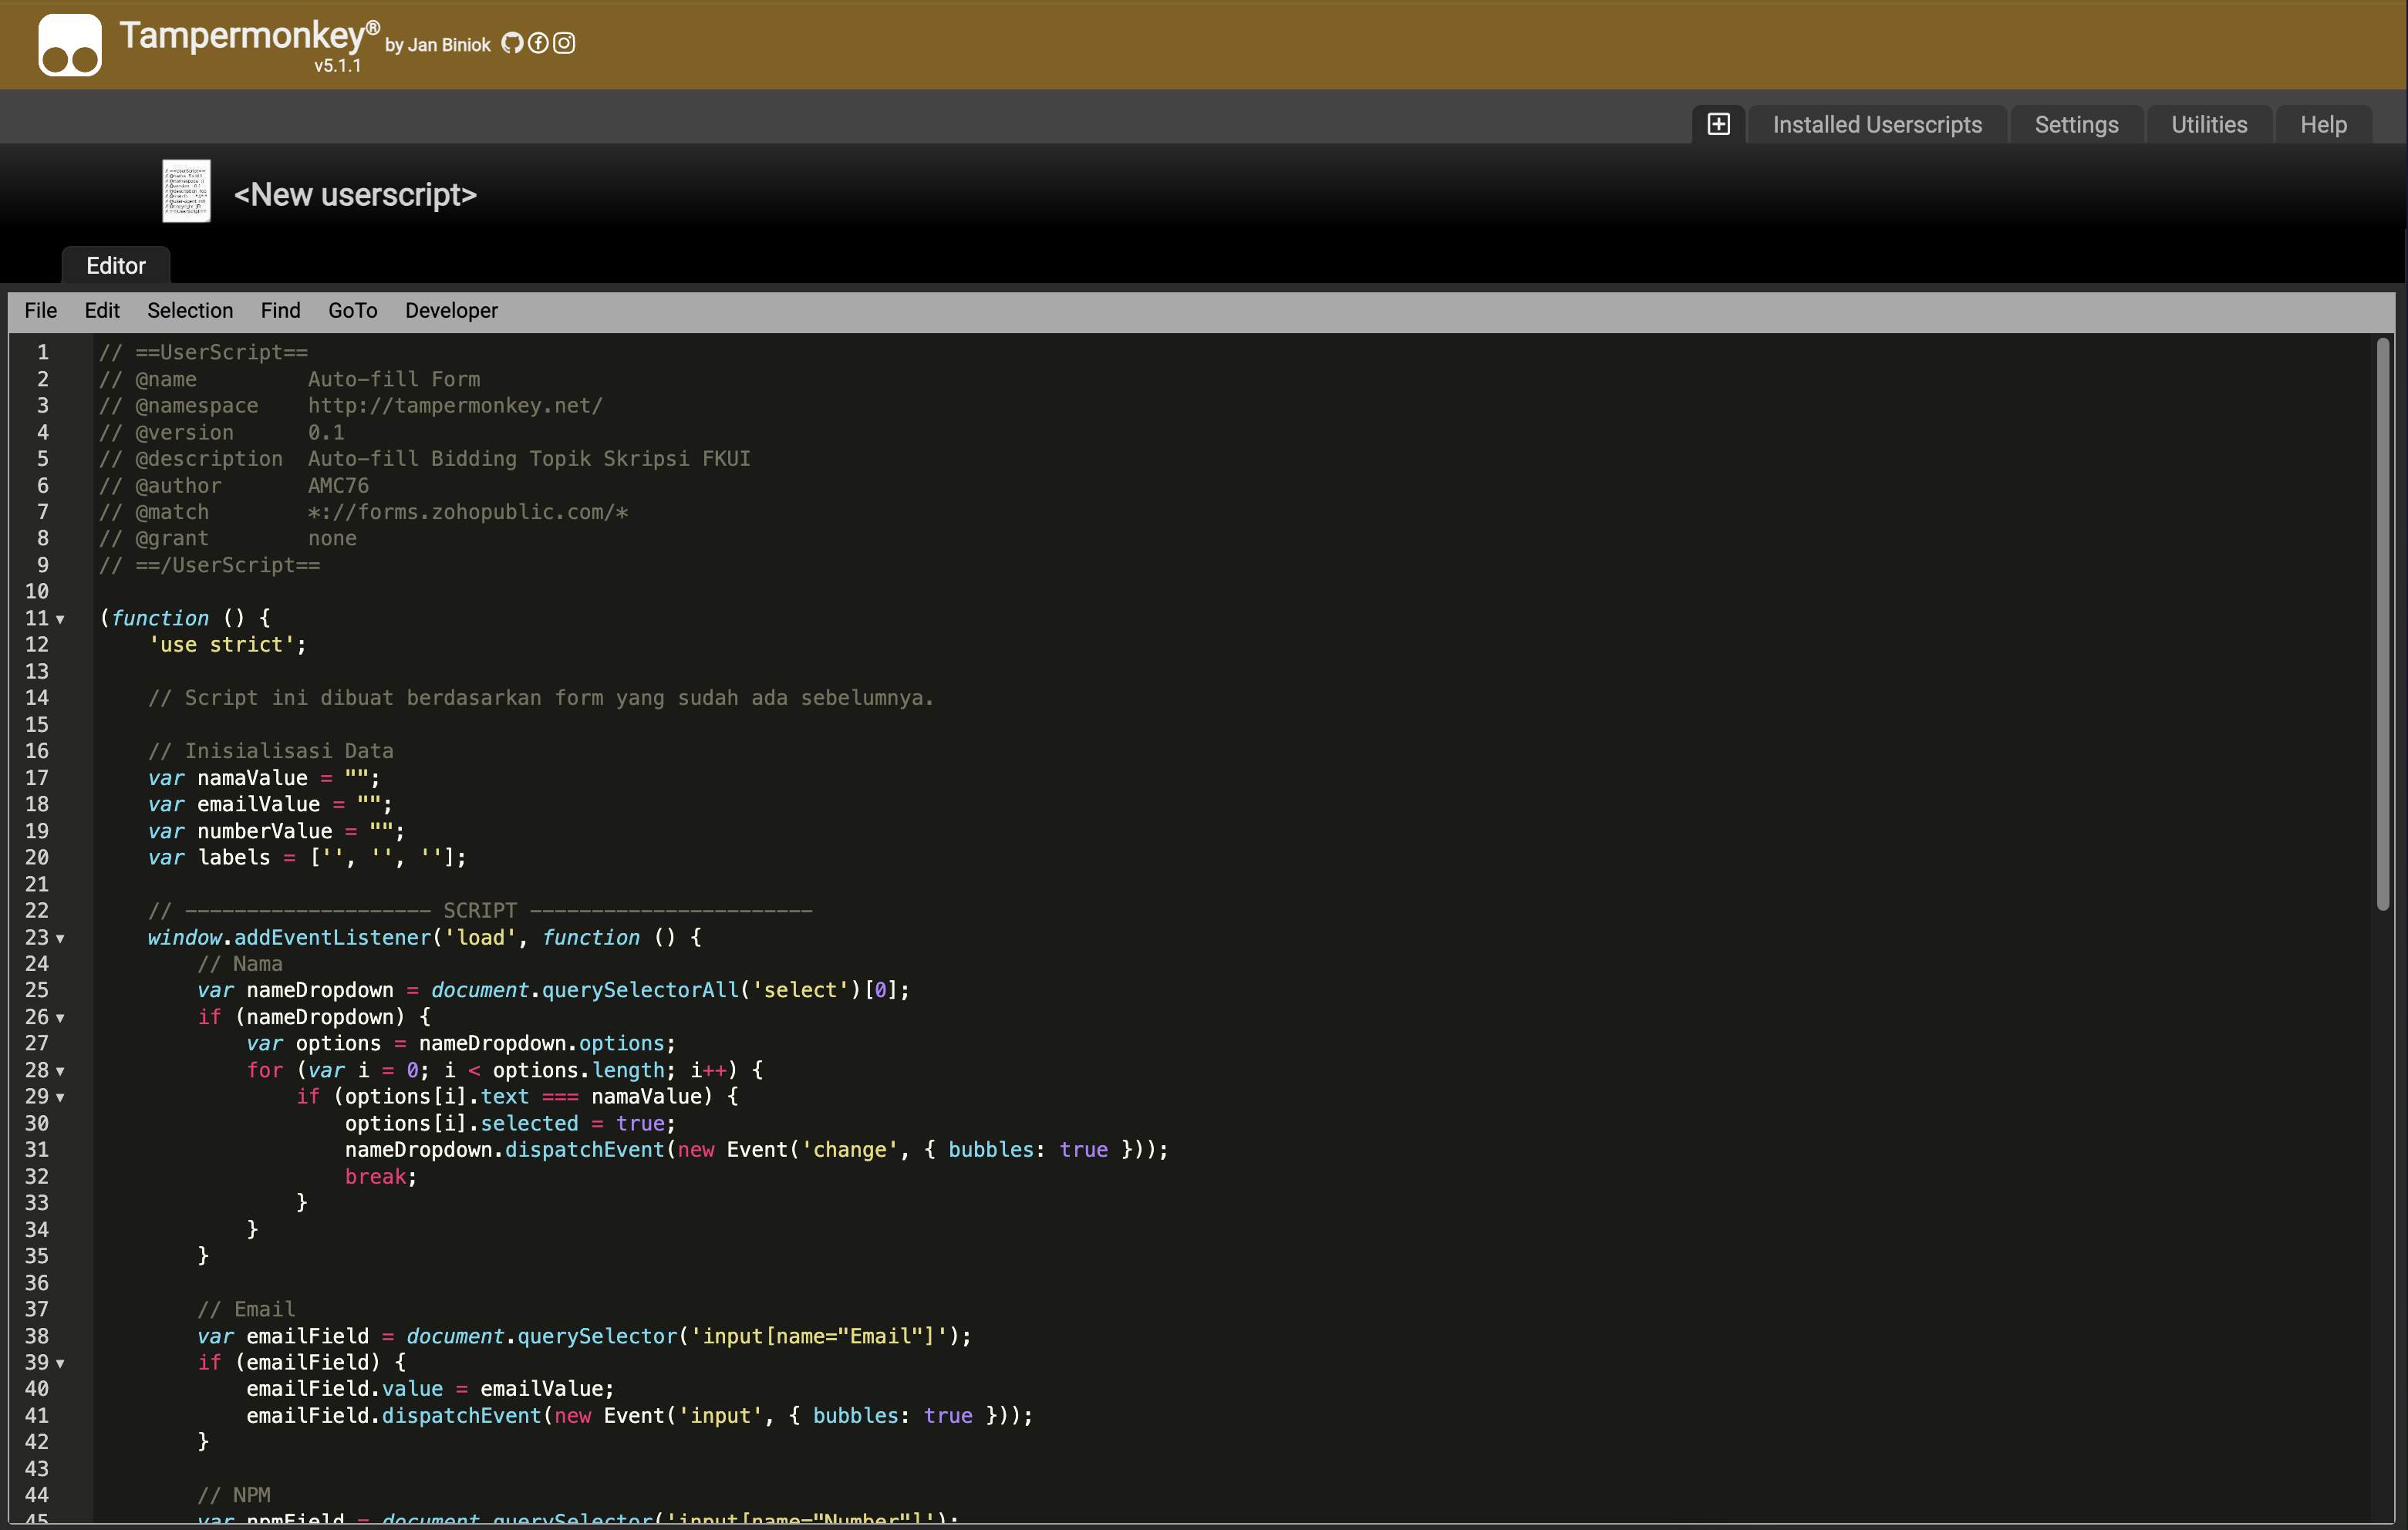 Tampermonkey® by Jan Biniok
v5.1.1
Installed Userscripts Settings Utilities Help
<New userscript>
Editor
File Edit Selection Find GoTo Developer
1 // ==UserScript==
2 // @name         Auto-fill Form
3 // @namespace    http://tampermonkey.net/
4 // @version      0.1
5 // @description  Auto-fill Bidding Topik Skripsi FKUI
6 // @author       AMC76
7 // @match        *://forms.zohopublic.com/*
8 // @grant        none
9 // ==/UserScript==
10
11 (function () {
12     'use strict';
13
14     // Script ini dibuat berdasarkan form yang sudah ada sebelumnya.
15
16     // Inisialisasi Data
17     var namaValue = "";
18     var emailValue = "";
19     var numberValue = "";
20     var labels = ['', '', ''];
21
22     // -------------------- SCRIPT -----------------------
23     window.addEventListener('load', function () {
24         // Nama
25         var nameDropdown = document.querySelectorAll('select')[0];
26         if (nameDropdown) {
27             var options = nameDropdown.options;
28             for (var i = 0; i < options.length; i++) {
29                 if (options[i].text === namaValue) {
30                     options[i].selected = true;
31                     nameDropdown.dispatchEvent(new Event('change', { bubbles: true }));
32                     break;
33                 }
34             }
35         }
36
37         // Email
38         var emailField = document.querySelector('input[name="Email"]');
39         if (emailField) {
40             emailField.value = emailValue;
41             emailField.dispatchEvent(new Event('input', { bubbles: true }));
42         }
43
44         // NPM
45         var npmField = document.querySelector('input[name="Number"]');